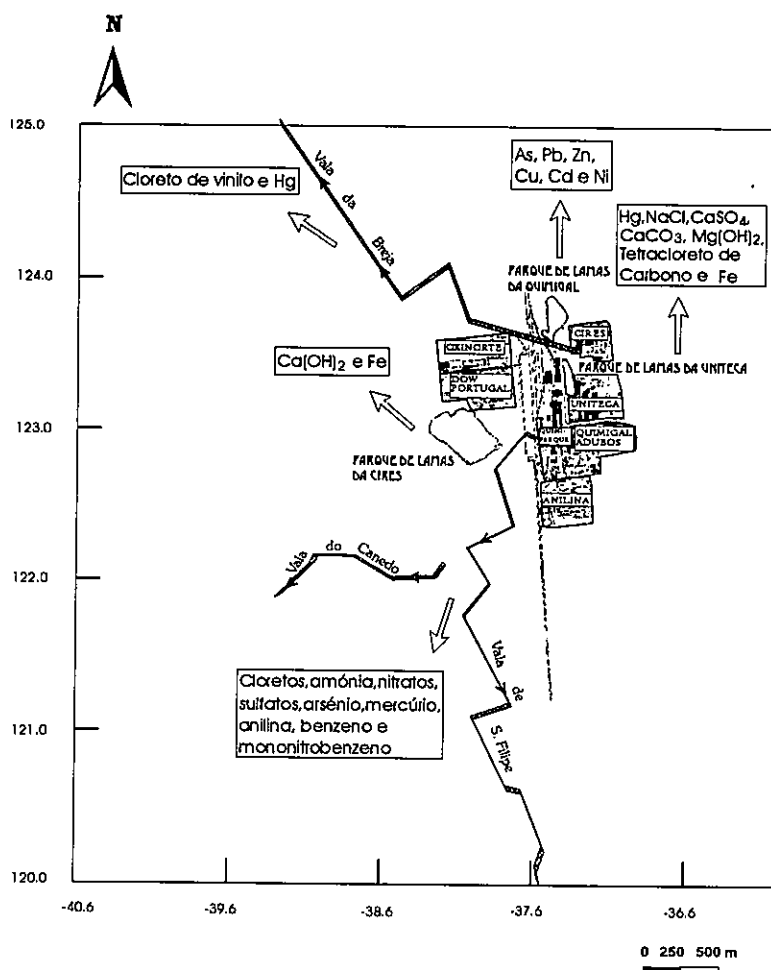 N
125.0
124.0
123.0
122.0
121.0
120.0
-40.6
-39.6
-38.6
-37.6
-36.6
0 250 500 m
Vala da Breja
Cloreto de vinilo e Hg
As, Pb, Zn,
Cu, Cd e Ni
Hg,NaCl,CaSO4,
CaCO3, Mg(OH)2,
Tetracloreto de
Carbono e Fe
PARQUE DE LAMAS
DA QUIMIGAL
CIRES
OXINORTE
PARQUE DE LAMAS DA UNITECA
DOW
PORTUGAL
UNITECA
Ca(OH)2 e Fe
QUIMI
PARQUE
QUIMIGAL
ADUBOS
PARQUE DE LAMAS
DA CIRES
ANILINA
Vala do Canedo
Vala de S. Filipe
Cloretos,amónia,nitratos,
sulfatos,arsénio,mercúrio,
anilina, benzeno e
mononitrobenzeno